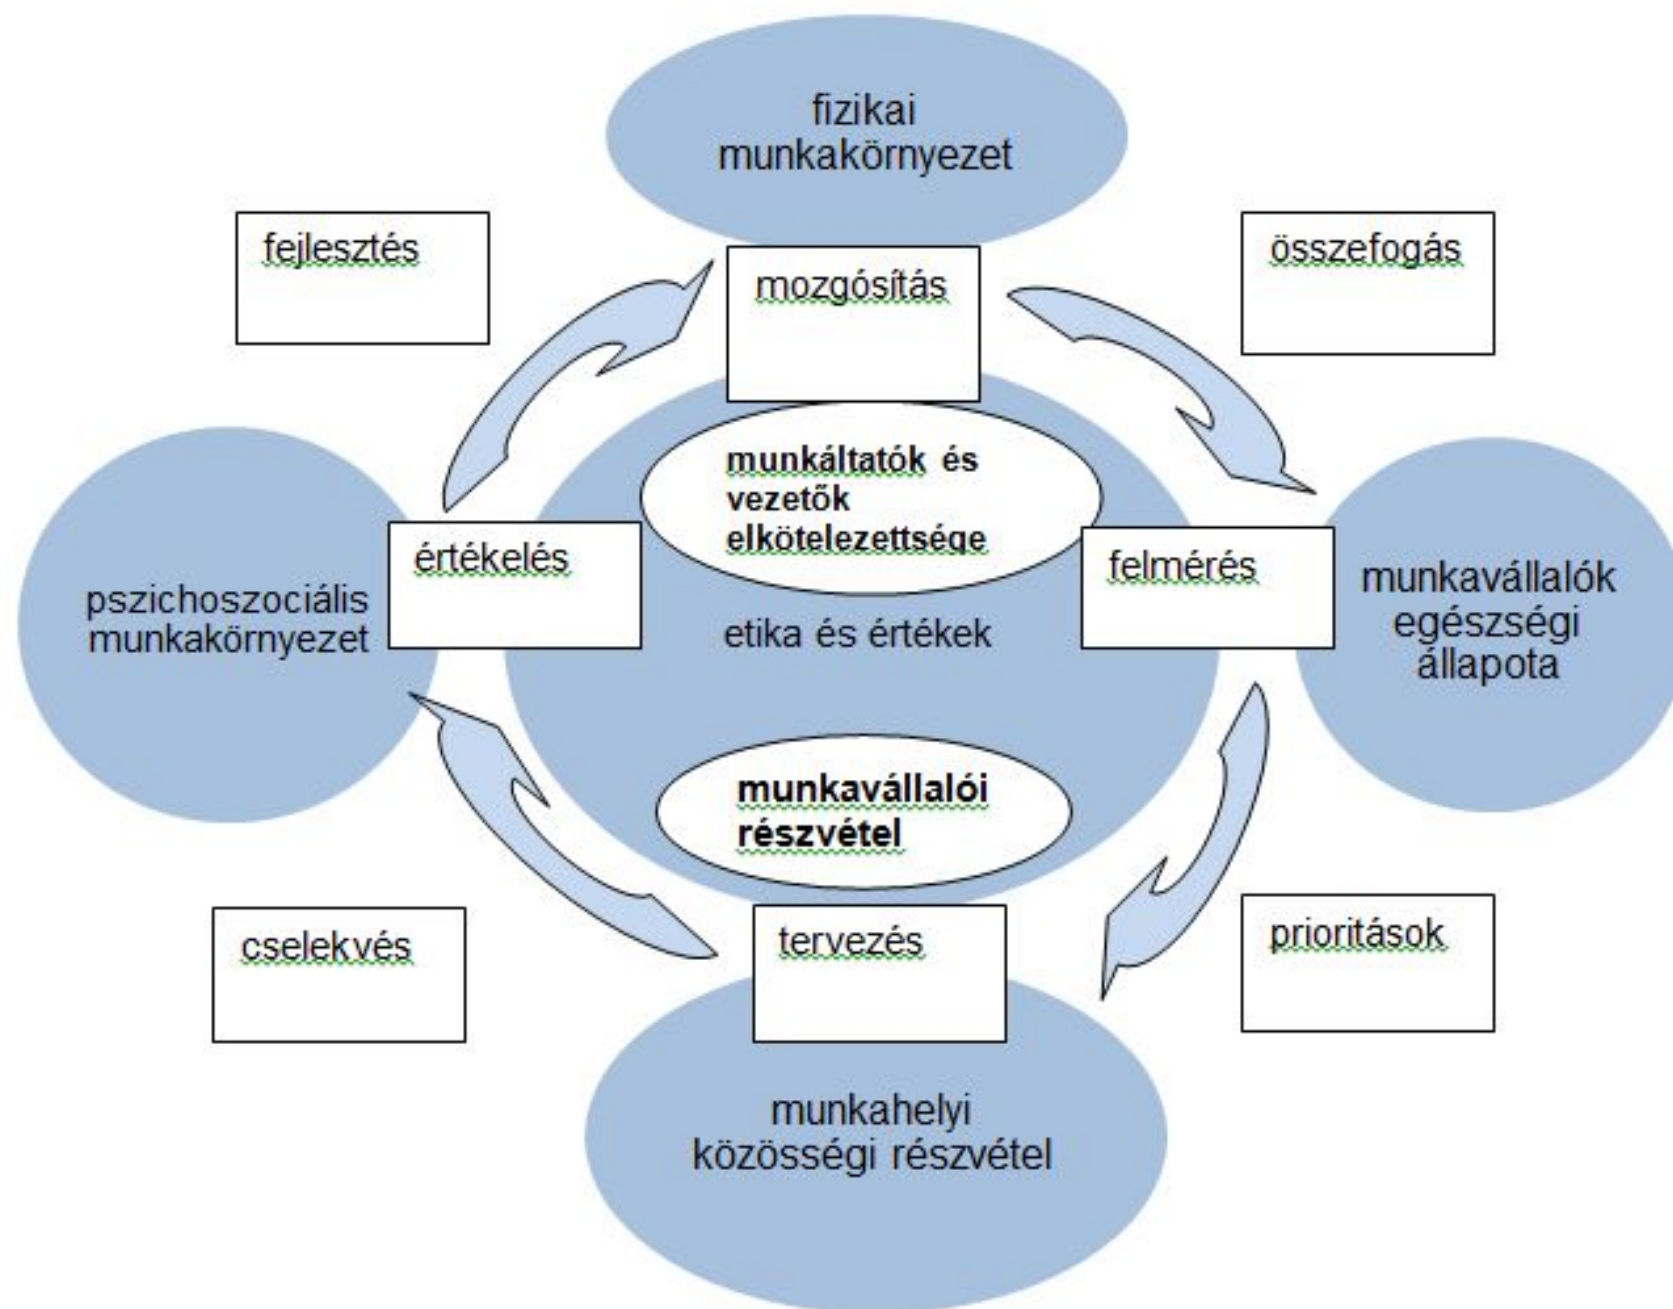 fizikai
munkakörnyezet
fejlesztés
összefogás
mozgósítás
munkáltatók és
vezetők
elkötelezettsége
értékelés
felmérés
pszichoszociális
munkakörnyezet
etika és értékek
munkavállalók
egészségi
állapota
munkavállalói
részvétel
cselekvés
tervezés
prioritások
munkahelyi
közösségi részvétel